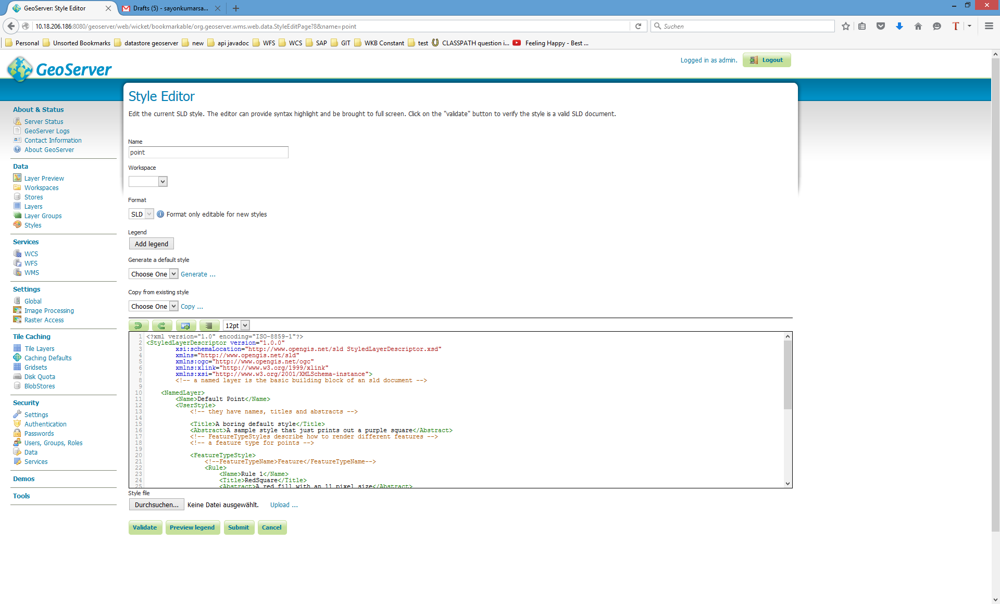 GeoServer: Style Editor
Drafts (5) - sayonkumarsa...
10.18.206.186:8080/geoserver/web/wicket/bookmarkable/org.geoserver.wms.web.data.StyleEditPage?8&name=point
Suchen
Personal Unsorted Bookmarks datastore geoserver new api javadoc WFS WCS SAP GIT WKB Constant test CLASSPATH question i... Feeling Happy - Best ...
GeoServer
Logged in as admin.
Logout
About & Status
Server Status
GeoServer Logs
Contact Information
About GeoServer
Data
Layer Preview
Workspaces
Stores
Layers
Layer Groups
Styles
Services
WCS
WFS
WMS
Settings
Global
Image Processing
Raster Access
Tile Caching
Tile Layers
Caching Defaults
Gridsets
Disk Quota
BlobStores
Security
Settings
Authentication
Passwords
Users, Groups, Roles
Data
Services
Demos
Tools
Style Editor
Edit the current SLD style. The editor can provide syntax highlight and be brought to full screen. Click on the "validate" button to verify the style is a valid SLD document.
Name
point
Workspace
Format
SLD Format only editable for new styles
Legend
Add legend
Generate a default style
Choose One Generate ...
Copy from existing style
Choose One Copy ...
12pt
1 <?xml version="1.0" encoding="ISO-8859-1"?>
2 <StyledLayerDescriptor version="1.0.0"
3 xsi:schemaLocation="http://www.opengis.net/sld StyledLayerDescriptor.xsd"
4 xmlns="http://www.opengis.net/sld"
5 xmlns:ogc="http://www.opengis.net/ogc"
6 xmlns:xlink="http://www.w3.org/1999/xlink"
7 xmlns:xsi="http://www.w3.org/2001/XMLSchema-instance">
8 <!-- a named layer is the basic building block of an sld document -->
9
10 <NamedLayer>
11 <Name>Default Point</Name>
12 <UserStyle>
13 <!-- they have names, titles and abstracts -->
14
15 <Title>A boring default style</Title>
16 <Abstract>A sample style that just prints out a purple square</Abstract>
17 <!-- FeatureTypeStyles describe how to render different features -->
18 <!-- a feature type for points -->
19
20 <FeatureTypeStyle>
21 <!--FeatureTypeName>Feature</FeatureTypeName-->
22 <Rule>
23 <Name>Rule 1</Name>
24 <Title>RedSquare</Title>
25 <Abstract>A red fill with an 11 pixel size</Abstract>
Style file
Durchsuchen... Keine Datei ausgewählt. Upload ...
Validate Preview legend Submit Cancel